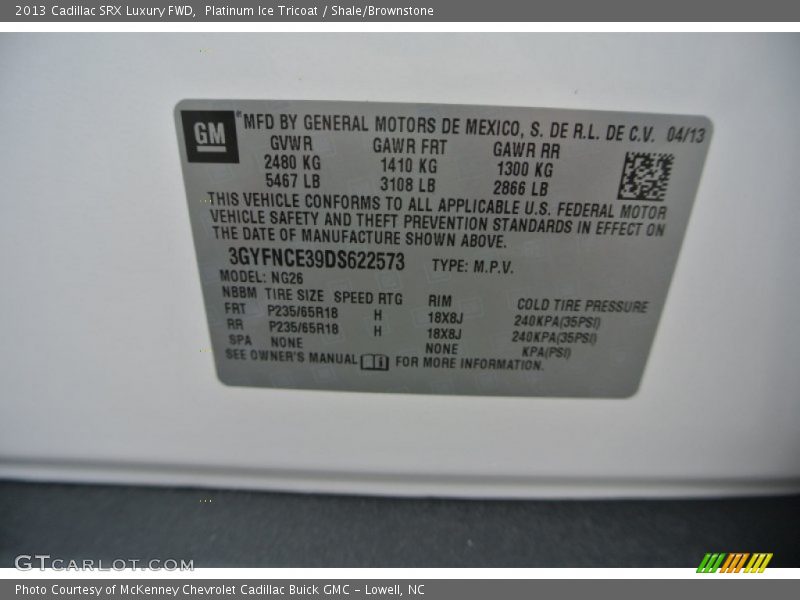 2013 Cadillac SRX Luxury FWD,  Platinum Ice Tricoat / Shale/Brownstone
GM ® MFD BY GENERAL MOTORS DE MEXICO, S. DE R.L. DE C.V. 04/13
GVWR GAWR FRT GAWR RR
2480 KG 1410 KG 1300 KG
5467 LB 3108 LB 2866 LB
THIS VEHICLE CONFORMS TO ALL APPLICABLE U.S. FEDERAL MOTOR
VEHICLE SAFETY AND THEFT PREVENTION STANDARDS IN EFFECT ON
THE DATE OF MANUFACTURE SHOWN ABOVE.
3GYFNCE39DS622573 TYPE: M.P.V.
MODEL: NG26
NBBM TIRE SIZE SPEED RTG RIM COLD TIRE PRESSURE
FRT P235/65R18 H 18X8J 240KPA(35PSI)
RR P235/65R18 H 18X8J 240KPA(35PSI)
SPA NONE NONE KPA(PSI)
SEE OWNER'S MANUAL FOR MORE INFORMATION.
GTCARLOT.COM
Photo Courtesy of McKenney Chevrolet Cadillac Buick GMC - Lowell, NC